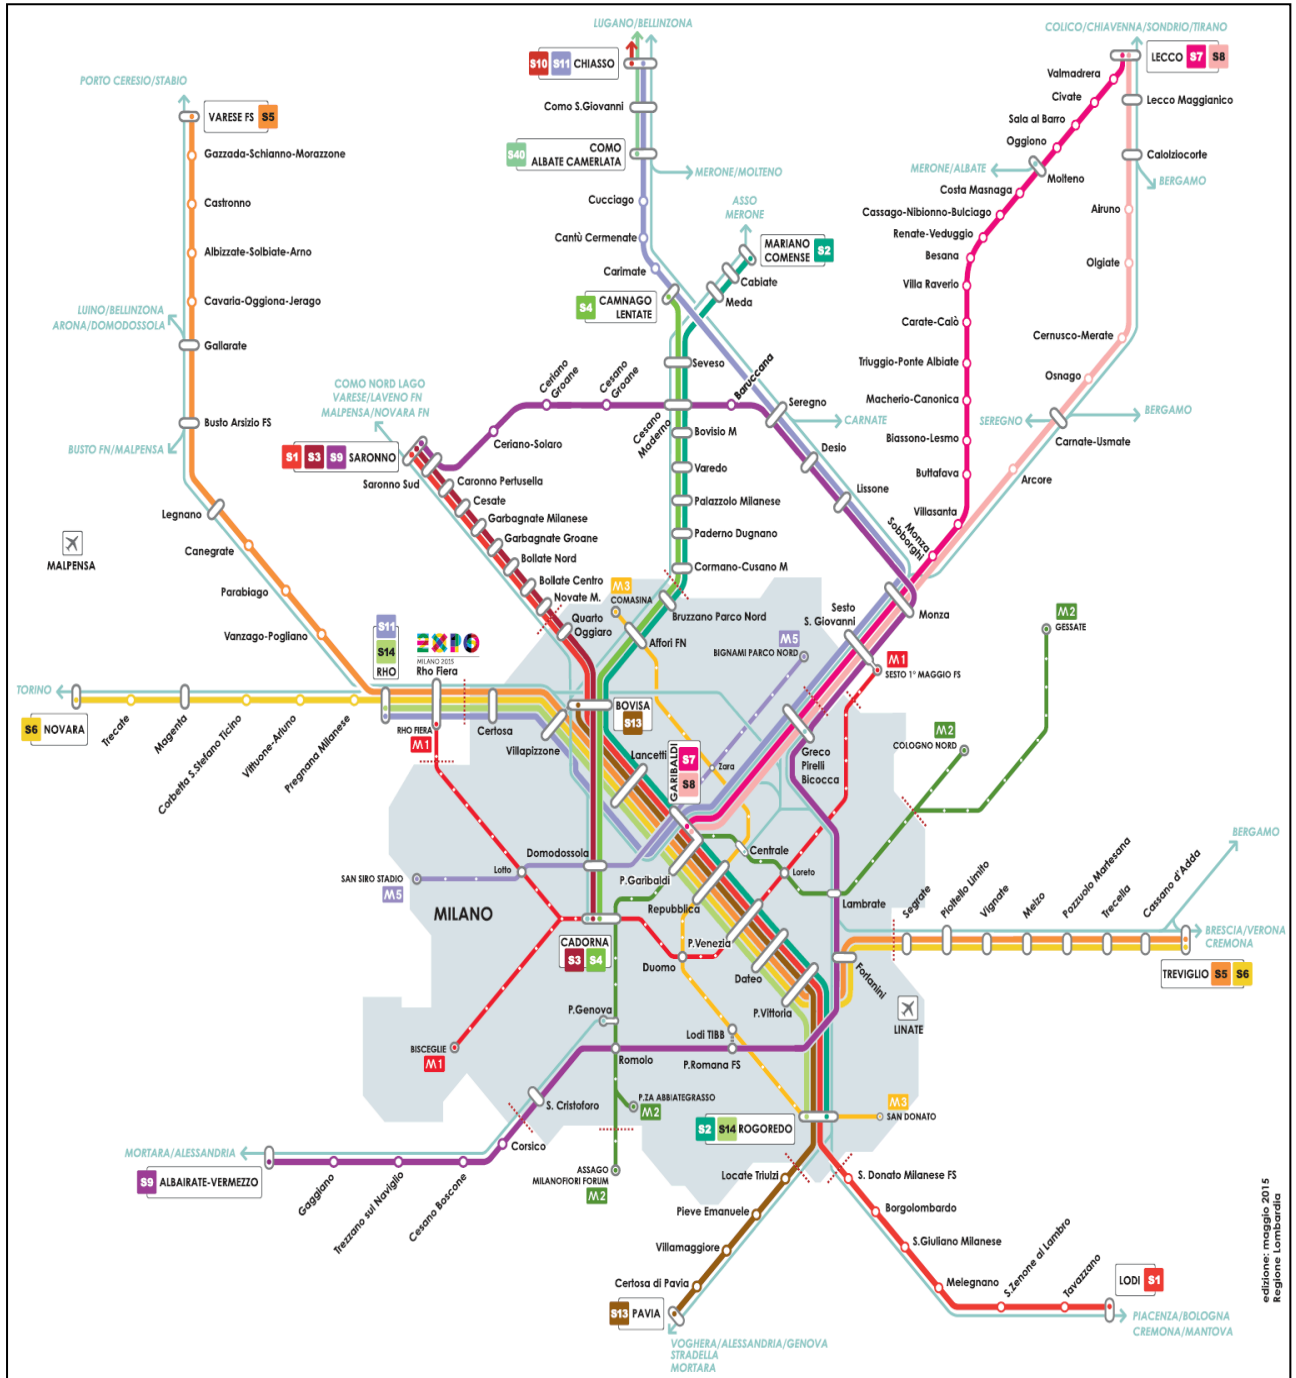 LUGANO/BELLINZONA
COLICO/CHIAVENNA/SONDRIO/TIRANO
S10 S11 CHIASSO
LECCO S7 S8
PORTO CERESIO/STABIO
Valmadrera
Civate
Lecco Maggianico
Como S.Giovanni
VARESE FS S5
Sala al Barro
Oggiono
S40 COMO
ALBATE CAMERLATA
Gazzada-Schianno-Morazzone
Calolziocorte
MERONE/MOLTENO
MERONE/ALBATE
Molteno
BERGAMO
Costa Masnaga
Castronno
Cucciago
ASSO
MERONE
Cassago-Nibionno-Bulciago
Airuno
Renate-Veduggio
Cantù Cermenate
MARIANO
COMENSE S2
Albizzate-Solbiate-Arno
Besana
Olgiate
Carimate
Cabiate
Villa Raverio
Meda
Cavaria-Oggiona-Jerago
S4 CAMNAGO
LENTATE
LUINO/BELLINZONA
ARONA/DOMODOSSOLA
Carate-Calò
Cernusco-Merate
Gallarate
Seveso
Triuggio-Ponte Albiate
Osnago
COMO NORD LAGO
VARESE/LAVENO FN
MALPENSA/NOVARA FN
Ceriano
Groane
Cesano
Groane
Baruccana
Macherio-Canonica
Seregno
CARNATE
SEREGNO
BERGAMO
Busto Arsizio FS
Cesano
Maderno
Bovisio M
Ceriano-Solaro
Biassono-Lesmo
Carnate-Usmate
BUSTO FN/MALPENSA
S1 S3 S9 SARONNO
Desio
Varedo
Buttafava
Arcore
Saronno Sud
Caronno Pertusella
Lissone
Cesate
Palazzolo Milanese
Villasanta
Legnano
Garbagnate Milanese
Garbagnate Groane
Paderno Dugnano
Monza
Sobborghi
Canegrate
Bollate Nord
Cormano-Cusano M
MALPENSA
Bollate Centro
M3
COMASINA
Parabiago
Novate M.
Bruzzano Parco Nord
Sesto
S. Giovanni
Monza
M2
GESSATE
Quarto
Oggiaro
Affori FN
M5
BIGNAMI PARCO NORD
Vanzago-Pogliano
S11
S14
RHO
EXPO
MILANO 2015
Rho Fiera
M1
SESTO 1° MAGGIO FS
TORINO
S6 NOVARA
Trecate
Magenta
Corbetta S.Stefano Ticino
Vittuone-Arluno
Pregnana Milanese
RHO FIERA
M1
Certosa
Villapizzone
BOVISA
S13
Lancetti
GARIBALDI
S7
S8
Zara
Greco
Pirelli
Bicocca
M2
COLOGNO NORD
Domodossola
Centrale
Lotto
Loreto
SAN SIRO STADIO
M5
P.Garibaldi
Lambrate
Repubblica
MILANO
Segrate
Pioltello Limito
Vignate
Melzo
Pozzuolo Martesana
Trecella
Cassano d'Adda
BERGAMO
BRESCIA/VERONA
CREMONA
TREVIGLIO S5 S6
CADORNA
S3 S4
P.Venezia
Duomo
Dateo
Forlanini
P.Vittoria
P.Genova
LINATE
Lodi TIBB
BISCEGLIE
M1
Romolo
P.Romana FS
S. Cristoforo
P.ZA ABBIATEGRASSO
M2
M3
SAN DONATO
S2 S14 ROGOREDO
MORTARA/ALESSANDRIA
Corsico
S9 ALBAIRATE-VERMEZZO
Gaggiano
Trezzano sul Naviglio
Cesano Boscone
ASSAGO
MILANOFIORI FORUM
M2
Locate Triulzi
S. Donato Milanese FS
Pieve Emanuele
Borgolombardo
Villamaggiore
S.Giuliano Milanese
Certosa di Pavia
Melegnano
S.Zenone al Lambro
Tavazzano
LODI S1
S13 PAVIA
PIACENZA/BOLOGNA
CREMONA/MANTOVA
VOGHERA/ALESSANDRIA/GENOVA
STRADELLA
MORTARA
edizione: maggio 2015
Regione Lombardia